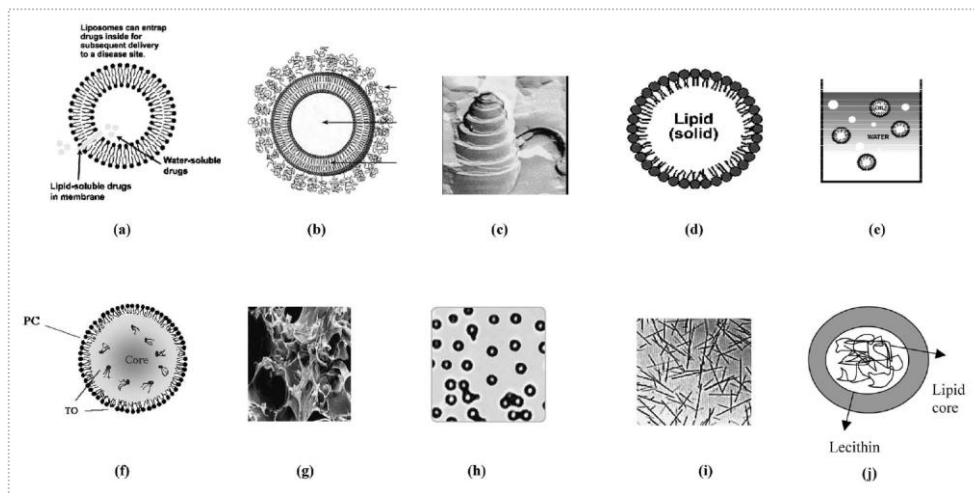 Liposomes can entrap
drugs inside for
subsequent delivery
to a disease site.
Water-soluble
drugs
Lipid-soluble drugs
in membrane
(a)
(b)
(c)
Lipid
(solid)
(d)
WATER
(e)
PC
Core
TO
(f)
(g)
(h)
(i)
Lipid
core
Lecithin
(j)